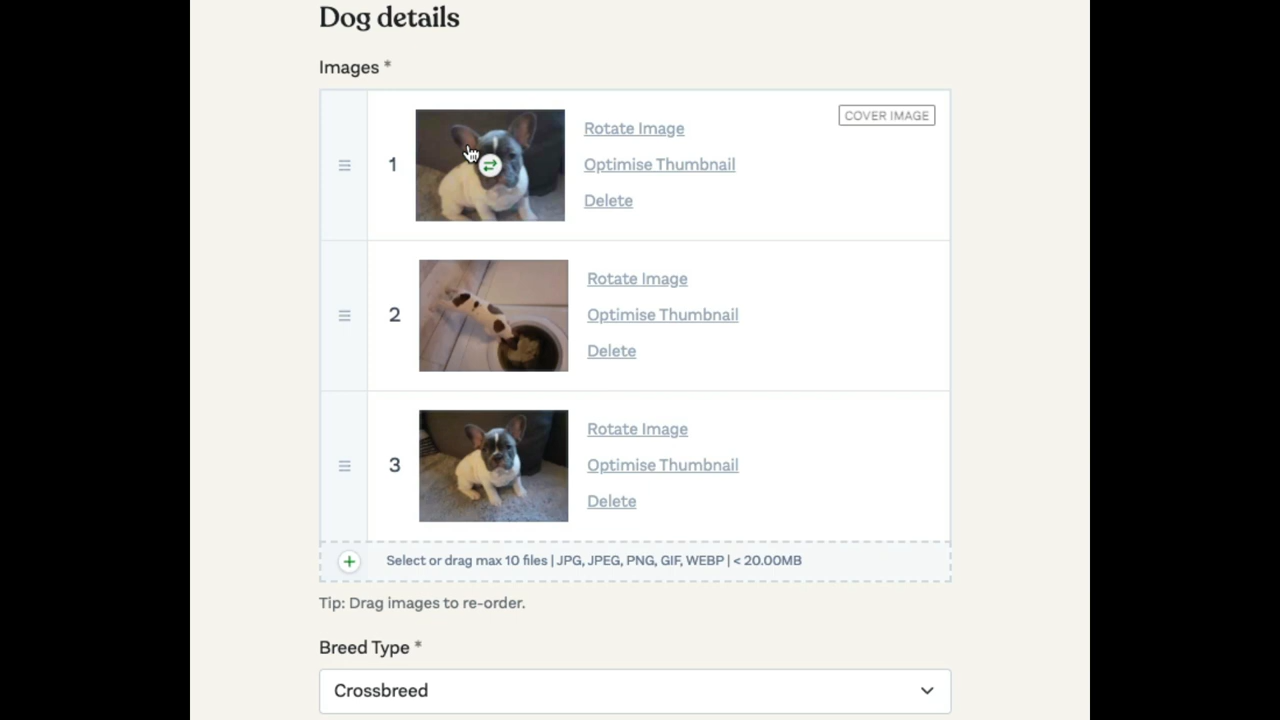 Dog details
Images *
COVER IMAGE
1
Rotate Image
Optimise Thumbnail
Delete
2
Rotate Image
Optimise Thumbnail
Delete
3
Rotate Image
Optimise Thumbnail
Delete
Select or drag max 10 files | JPG, JPEG, PNG, GIF, WEBP | < 20.00MB
Tip: Drag images to re-order.
Breed Type *
Crossbreed